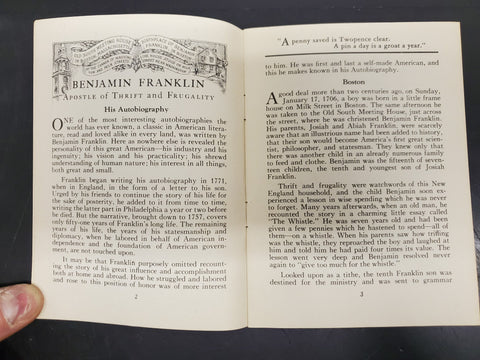 OLD SOUTH MEETING HOUSE
BIRTHPLACE OF BENJAMIN
BENJAMIN FRANKLIN
APOSTLE OF THRIFT AND FRUGALITY
His Autobiography
ONE of the most interesting autobiographies the
world has ever known, a classic in American litera-
ture, read and loved alike in every land, was written by
Benjamin Franklin. Here as nowhere else is revealed the
personality of this great American—his industry and his
ingenuity; his vision and his practicality; his shrewd
understanding of human nature; his interest in all things,
both great and small.
Franklin began writing his autobiography in 1771,
when in England, in the form of a letter to his son.
Urged by his friends to continue the story of his life for
the sake of posterity, he added to it from time to time,
writing the latter part in Philadelphia a year or two before
he died. But the narrative, brought down to 1757, covers
only fifty-one years of Franklin's long life. The remaining
years of his life, the years of his statesmanship and
diplomacy, when he labored in behalf of American in-
dependence and the foundation of American govern-
ment, are not touched upon.
It may be that Franklin purposely omitted recount-
ing the story of his great influence and accomplishment
both at home and abroad. How he struggled and labored
and rose to this position of honor was of more interest
2
"A penny saved is Twopence clear.
A pin a day is a groat a year."
to him. He was first and last a self-made American, and
this he makes known in his Autobiography.
Boston
A good deal more than two centuries ago, on Sunday,
January 17, 1706, a boy was born in a little frame
house on Milk Street in Boston. The same afternoon he
was taken to the Old South Meeting House, just across
the street, where he was christened Benjamin Franklin.
His parents, Josiah and Abiah Franklin, were scarcely
aware that an illustrious name had been added to history,
that their son would become America's first great scien-
tist, philosopher, and statesman. They knew only that
there was another child in an already numerous family
to feed and clothe. Benjamin was the fifteenth of seven-
teen children, the tenth and youngest son of Josiah
Franklin.
Thrift and frugality were watchwords of this New
England household, and the child Benjamin soon ex-
perienced a lesson in wise spending which he was never
to forget. Many years afterwards, when an old man, he
recounted the story in a charming little essay called
"The Whistle." He was seven years old and had been
given a few pennies which he hastened to spend—all of
them—on a whistle. When his parents saw how trifling
was the whistle, they reproached the boy and laughed at
him and told him he had paid four times its value. The
lesson went very deep and Benjamin resolved never
again to "give too much for the whistle."
Looked upon as a tithe, the tenth Franklin son was
destined for the ministry and was sent to grammar
3